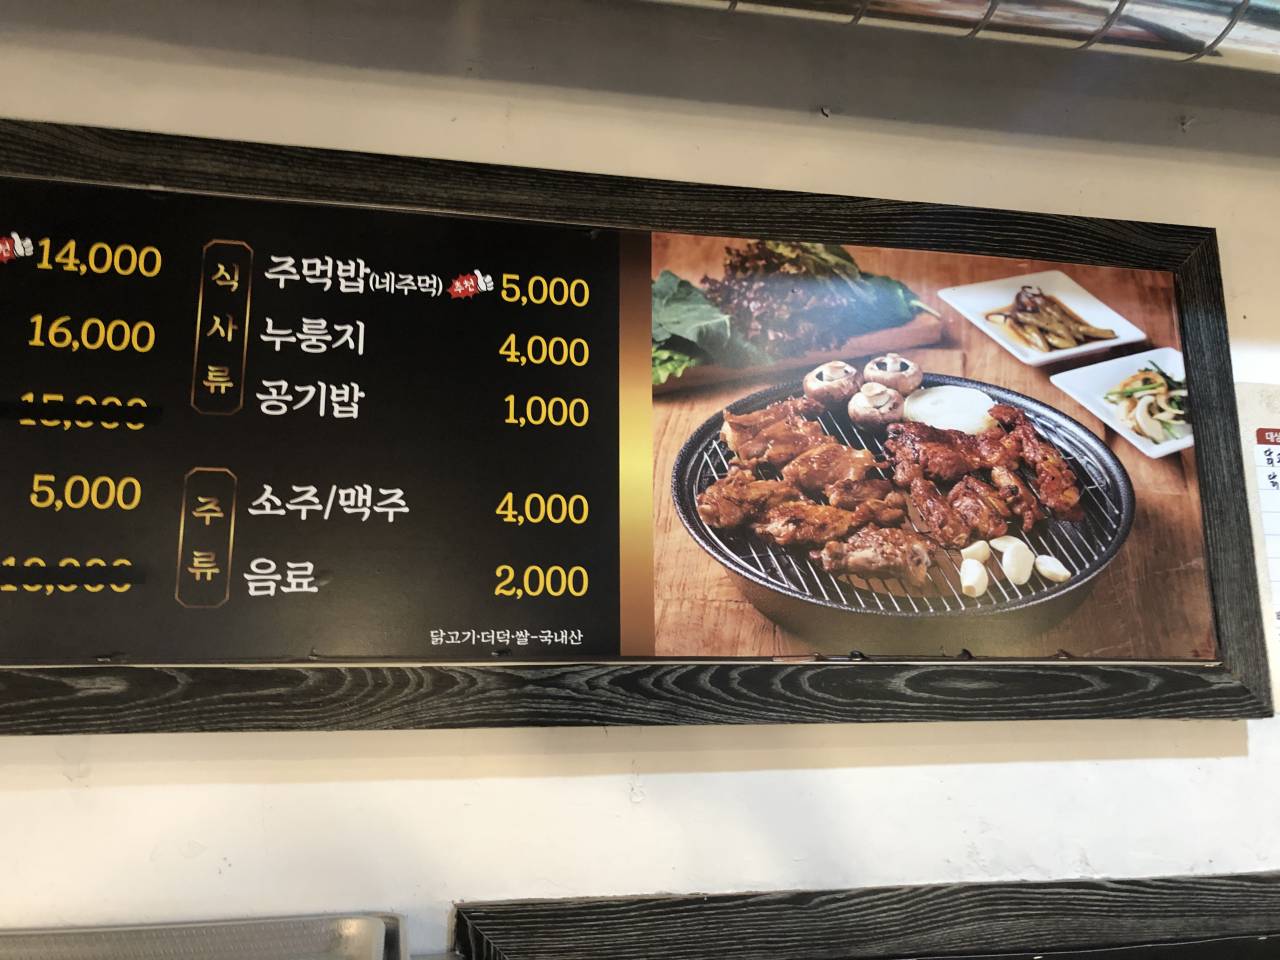 14,000
16,000
5,000
식사류
주먹밥(네주먹) 추천 5,000
누룽지 4,000
공기밥 1,000
주류
소주/맥주 4,000
음료 2,000
닭고기·더덕·쌀-국내산